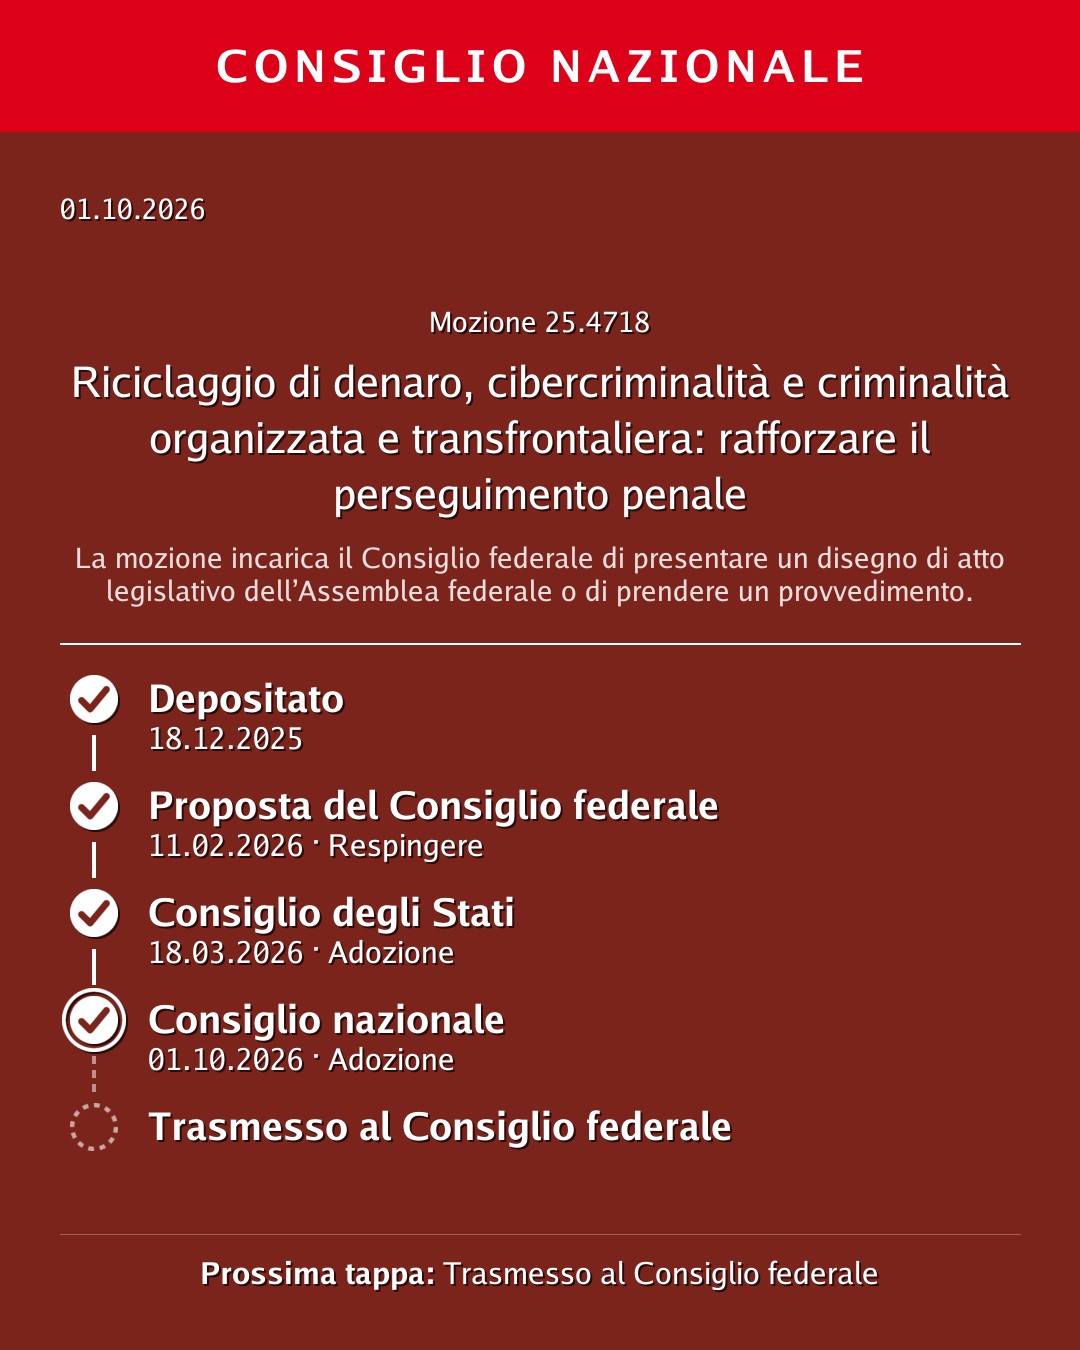 CONSIGLIO NAZIONALE
01.10.2026
Mozione 25.4718
Riciclaggio di denaro, cibercriminalità e criminalità
organizzata e transfrontaliera: rafforzare il
perseguimento penale
La mozione incarica il Consiglio federale di presentare un disegno di atto
legislativo dell’Assemblea federale o di prendere un provvedimento.
Depositato
18.12.2025
Proposta del Consiglio federale
11.02.2026 · Respingere
Consiglio degli Stati
18.03.2026 · Adozione
Consiglio nazionale
01.10.2026 · Adozione
Trasmesso al Consiglio federale
Prossima tappa: Trasmesso al Consiglio federale